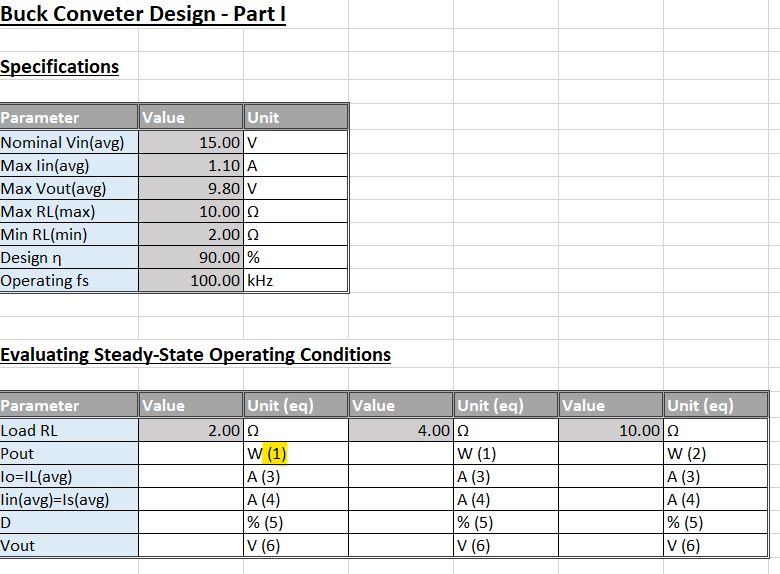 Buck Conveter Design - Part I
Specifications
Parameter Value Unit
Nominal Vin(avg) 15.00 V
Max Iin(avg) 1.10 A
Max Vout(avg) 9.80 V
Max RL(max) 10.00 Ω
Min RL(min) 2.00 Ω
Design η 90.00 %
Operating fs 100.00 kHz
Evaluating Steady-State Operating Conditions
Parameter Value Unit (eq) Value Unit (eq) Value Unit (eq)
Load RL 2.00 Ω 4.00 Ω 10.00 Ω
Pout W (1) W (1) W (2)
Io=IL(avg) A (3) A (3) A (3)
Iin(avg)=Is(avg) A (4) A (4) A (4)
D % (5) % (5) % (5)
Vout V (6) V (6) V (6)